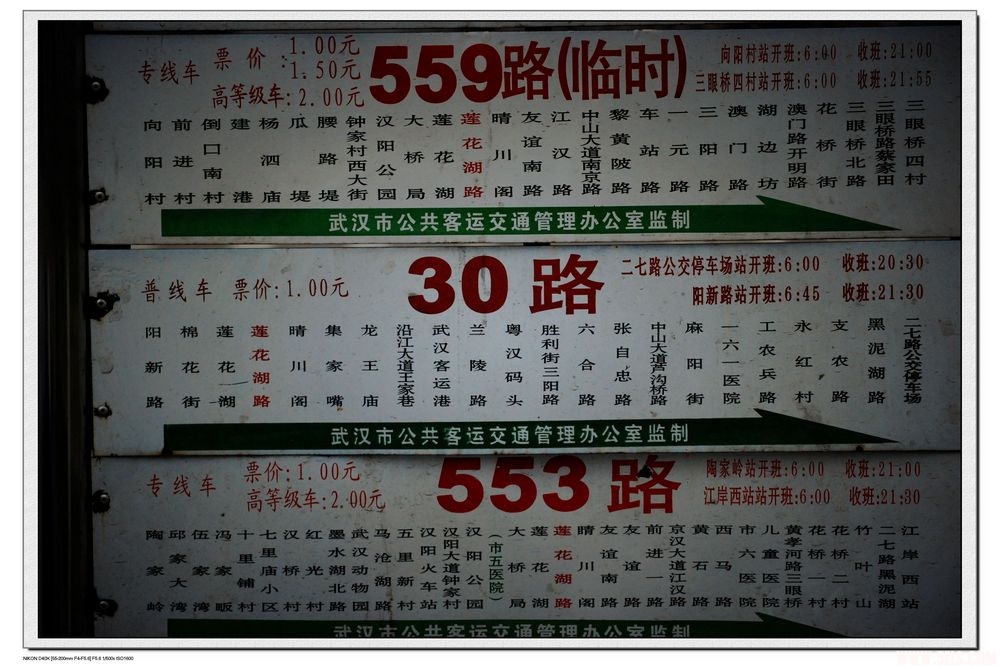 专线车 票价: 1.00元
1.50元
高等级车: 2.00元
559路(临时)
向阳村站开班:6:00 收班:21:00
三眼桥四村站开班:6:00 收班:21:55
向阳村
前进村
倒口南村
建港
杨泗庙
瓜堤
腰路堤
钟家村西大街
汉阳公园
大桥局
莲花湖
莲花湖路
晴川阁
友谊南路
江汉路
中山大道南京路
黎黄陂路
车站路
一元路
三阳路
澳门路
湖边坊
澳门路开明路
花桥街
三眼桥北路
三眼桥路蔡家田
三眼桥四村
武汉市公共客运交通管理办公室监制
普线车 票价:1.00元
30路
二七路公交停车场站开班:6:00 收班:20:30
阳新路站开班:6:45 收班:21:30
阳新路
棉花街
莲花湖
莲花湖路
晴川阁
集家嘴
龙王庙
沿江大道王家巷
武汉客运港
兰陵路
粤汉码头
胜利街三阳路
六合路
张自忠路
中山大道芦沟桥路
麻阳街
一六一医院
工农兵路
永红村
支农路
黑泥湖路
二七路公交停车场
武汉市公共客运交通管理办公室监制
专线车 票价:1.00元
高等级车:2.00元
553路
陶家岭站开班:6:00 收班:21:00
江岸西站站开班:6:00 收班:21:30
陶家岭
邱家大湾
伍家湾
冯家畈
十里铺村
七里庙小区
汉桥村
红光村
墨水湖北路
武汉动物园
马沧湖路
五里新村
汉阳火车站
汉阳大道钟家村
汉阳公园
(市五医院)
大桥局
莲花湖
莲花湖路
晴川阁
友谊南路
友谊路
前进一路
京汉大道江汉路
黄石路
西马路
市六医院
儿童医院
黄孝河路三眼桥
花桥一村
花桥二村
竹叶山
二七路黑泥湖
江岸西站
武汉市公共客运交通管理办公室监制
NIKON D40X [55-200mm F4-F5.6] F5.6 1/500s ISO1600